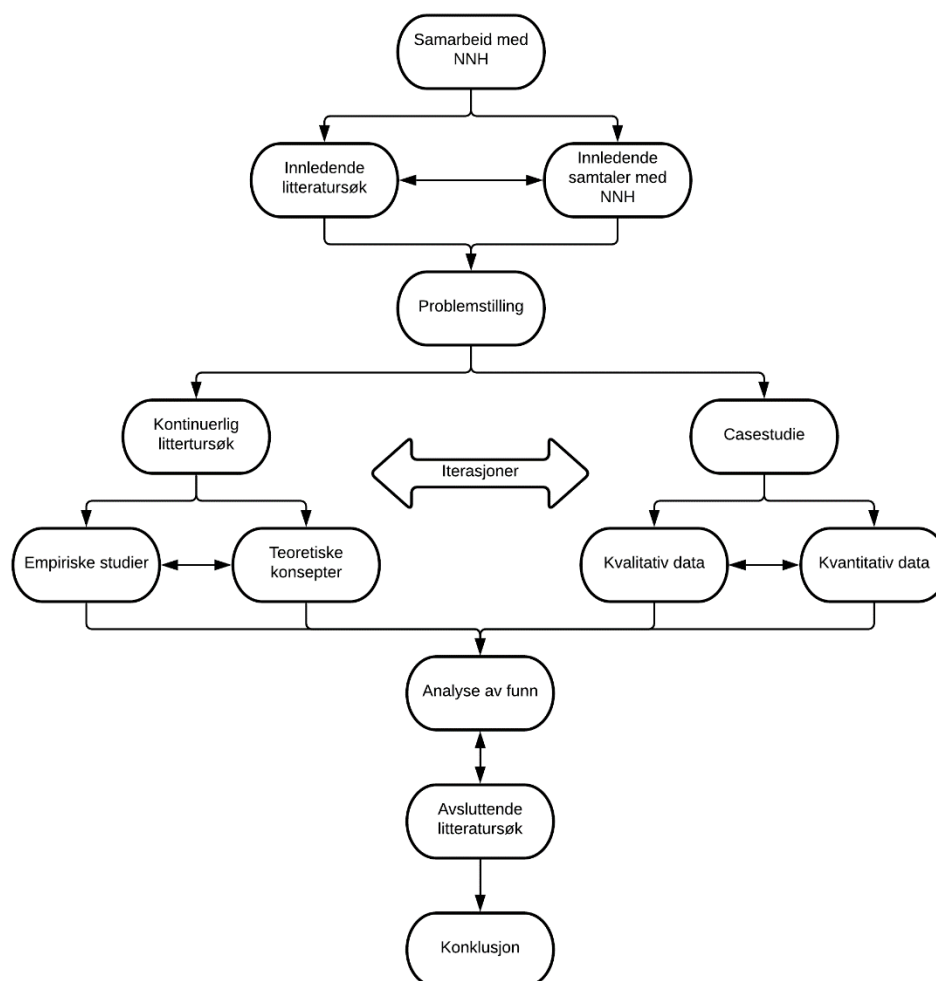 Samarbeid med
NNH
Innledende
litteratursøk
Innledende
samtaler med
NNH
Problemstilling
Kontinuerlig
littertursøk
Casestudie
Iterasjoner
Empiriske studier
Teoretiske
konsepter
Kvalitativ data
Kvantitativ data
Analyse av funn
Avsluttende
litteratursøk
Konklusjon